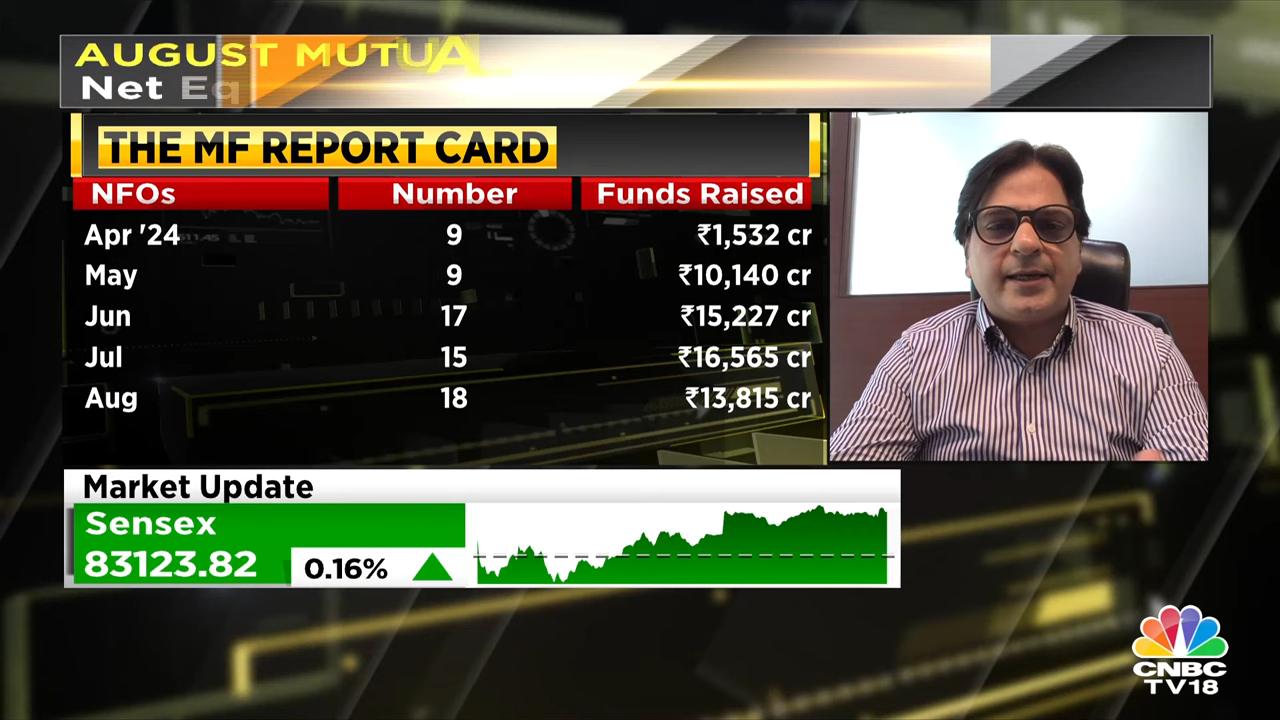 AUGUST MUTUAL
Net Eq
THE MF REPORT CARD
NFOs Number Funds Raised
Apr '24 9 ₹1,532 cr
May 9 ₹10,140 cr
Jun 17 ₹15,227 cr
Jul 15 ₹16,565 cr
Aug 18 ₹13,815 cr
Market Update
Sensex
83123.82 0.16%
CNBC
TV18